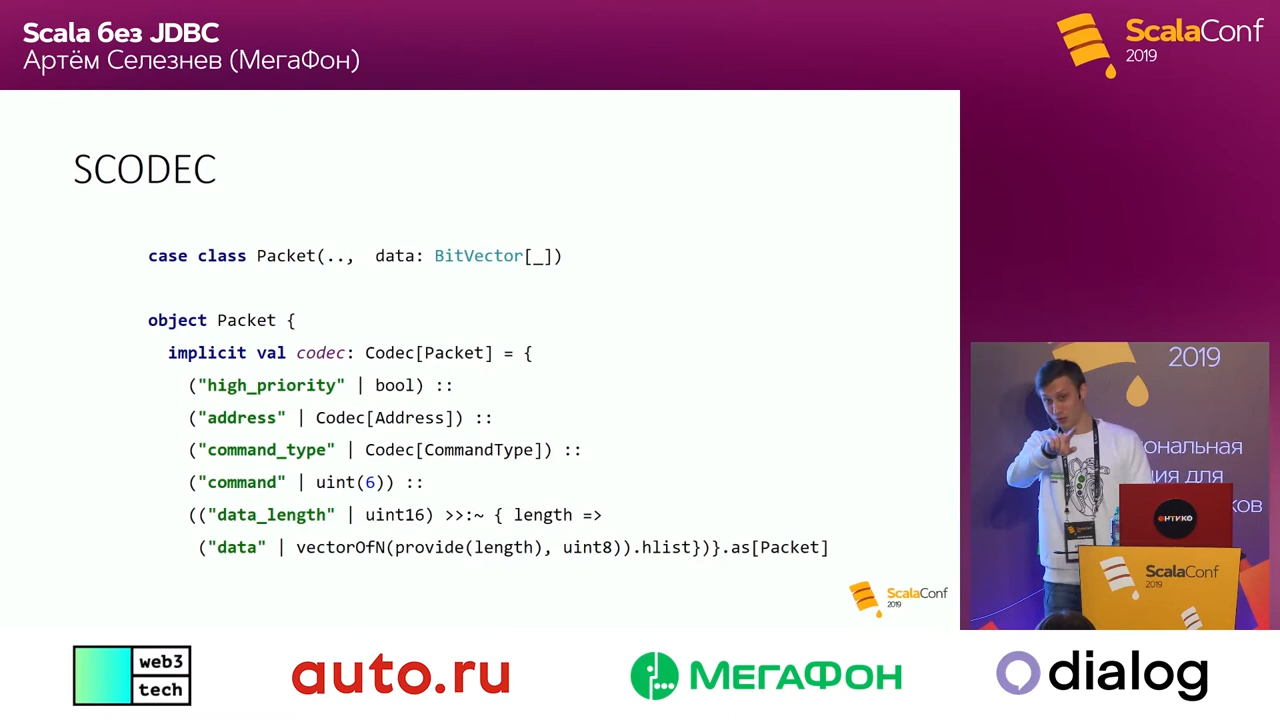 Scala без JDBC
Артём Селезнев (МегаФон)
ScalaConf
2019
SCODEC
case class Packet(.., data: BitVector[_])
object Packet {
implicit val codec: Codec[Packet] = {
("high_priority" | bool) ::
("address" | Codec[Address]) ::
("command_type" | Codec[CommandType]) ::
("command" | uint(6)) ::
(("data_length" | uint16) >>:~ { length =>
("data" | vectorOfN(provide(length), uint8)).hlist})}.as[Packet]
ScalaConf
2019
2019
ональная
ия для
ков
ОНТИКО
ScalaConf
2019
web3
tech
auto.ru
МЕГАФОН
dialog